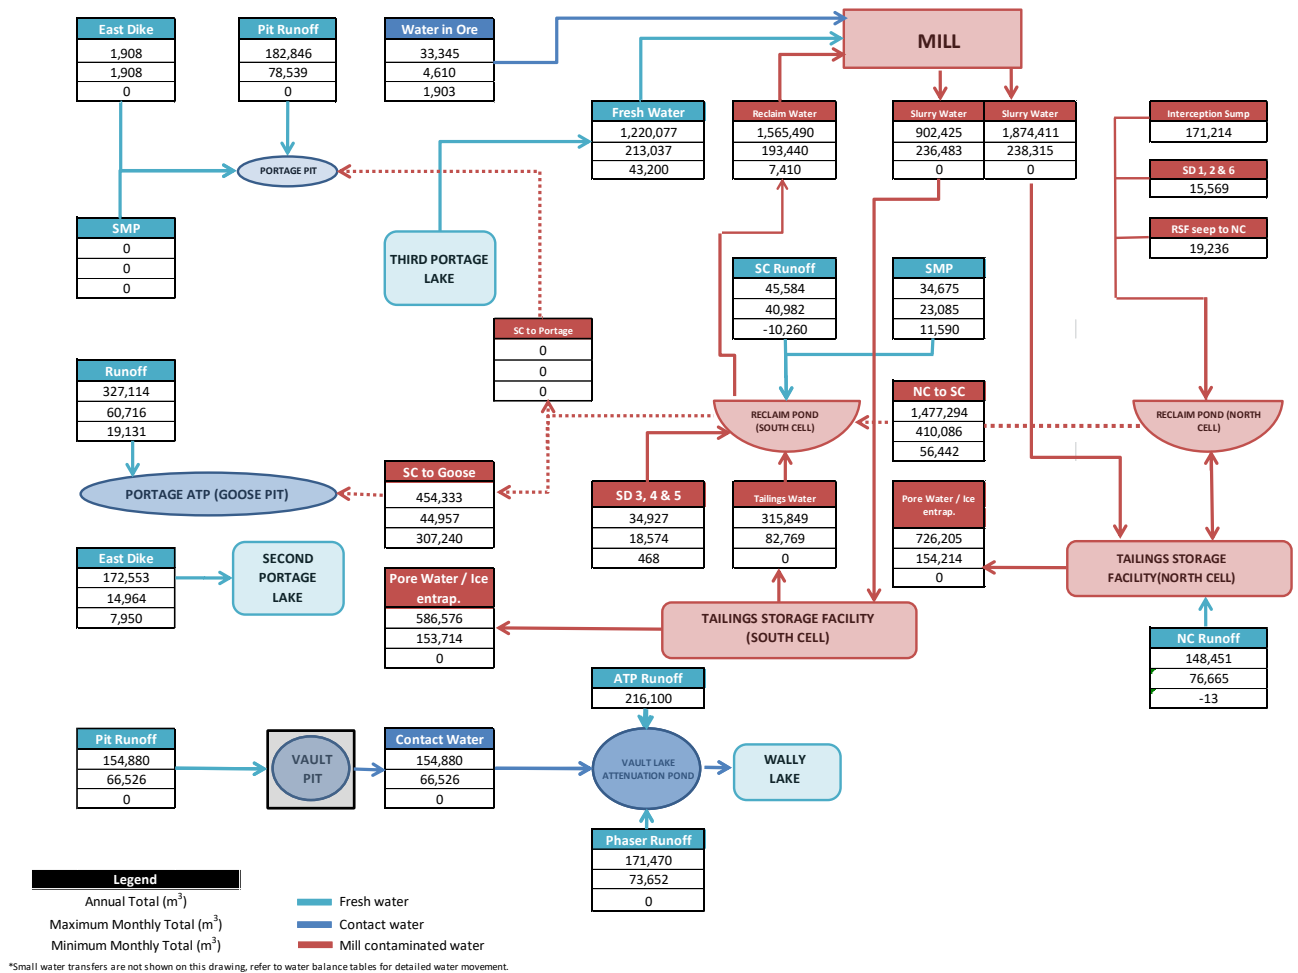 East Dike
1,908
1,908
0
Pit Runoff
182,846
78,539
0
Water in Ore
33,345
4,610
1,903
MILL
Fresh Water
1,220,077
213,037
43,200
Reclaim Water
1,565,490
193,440
7,410
Slurry Water
902,425
236,483
0
Slurry Water
1,874,411
238,315
0
Interception Sump
171,214
SD 1, 2 & 6
15,569
RSF seep to NC
19,236
PORTAGE PIT
SMP
0
0
0
THIRD PORTAGE
LAKE
SC Runoff
45,584
40,982
-10,260
SMP
34,675
23,085
11,590
SC to Portage
0
0
0
Runoff
327,114
60,716
19,131
NC to SC
1,477,294
410,086
56,442
RECLAIM POND
(SOUTH CELL)
RECLAIM POND (NORTH
CELL)
PORTAGE ATP (GOOSE PIT)
SC to Goose
454,333
44,957
307,240
SD 3, 4 & 5
34,927
18,574
468
Tailings Water
315,849
82,769
0
Pore Water / Ice
entrap.
726,205
154,214
0
East Dike
172,553
14,964
7,950
SECOND
PORTAGE
LAKE
Pore Water / Ice
entrap.
586,576
153,714
0
TAILINGS STORAGE FACILITY
(SOUTH CELL)
TAILINGS STORAGE
FACILITY(NORTH CELL)
NC Runoff
148,451
76,665
-13
ATP Runoff
216,100
Pit Runoff
154,880
66,526
0
VAULT
PIT
Contact Water
154,880
66,526
0
VAULT LAKE
ATTENUATION POND
WALLY
LAKE
Phaser Runoff
171,470
73,652
0
Legend
Annual Total (m³)
Maximum Monthly Total (m³)
Minimum Monthly Total (m³)
Fresh water
Contact water
Mill contaminated water
*Small water transfers are not shown on this drawing, refer to water balance tables for detailed water movement.